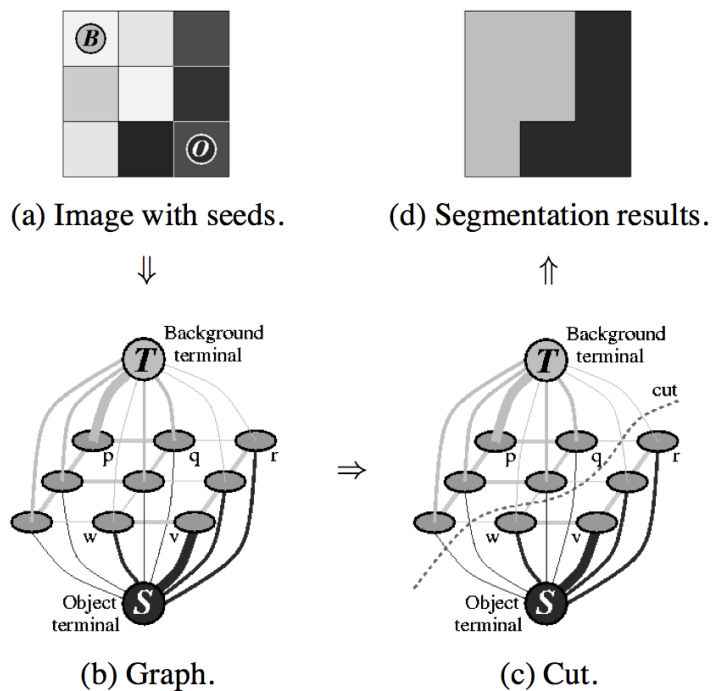 B
O
(a) Image with seeds.
(d) Segmentation results.
⇓
⇑
Background
terminal
T
p
q
r
w
v
Object
terminal
S
(b) Graph.
⇒
Background
terminal
T
cut
p
q
r
w
v
Object
terminal
S
(c) Cut.